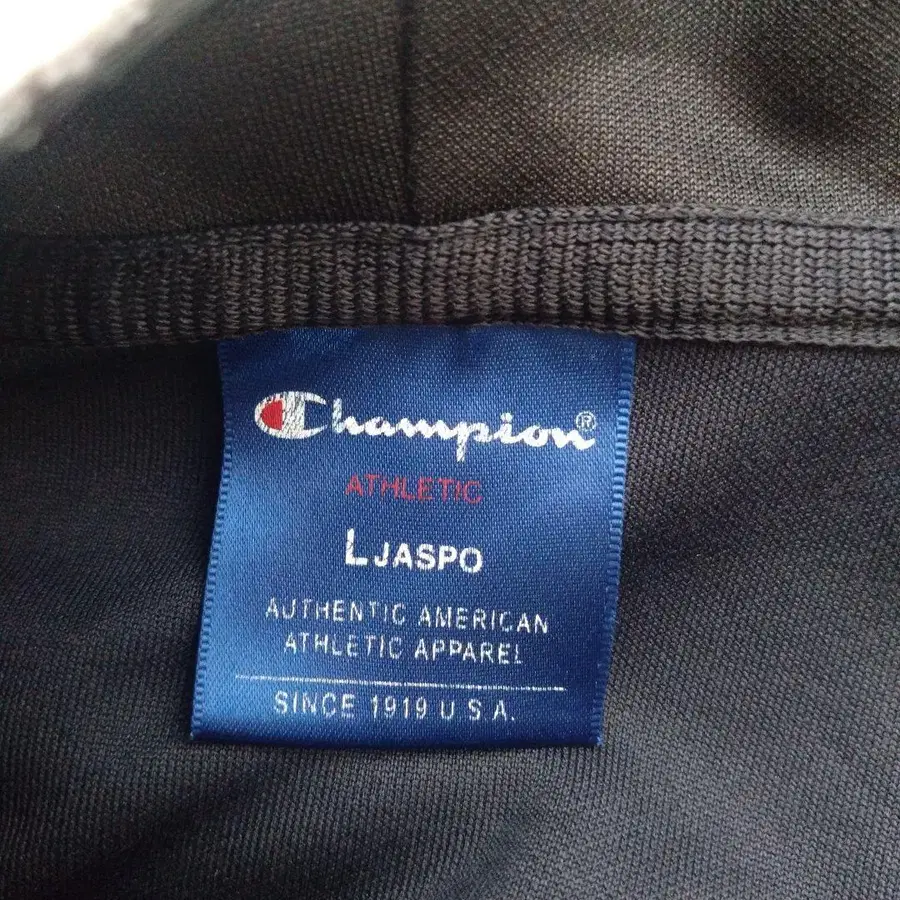 Champion®
ATHLETIC
L JASPO
AUTHENTIC AMERICAN
ATHLETIC APPAREL
SINCE 1919 U S A.